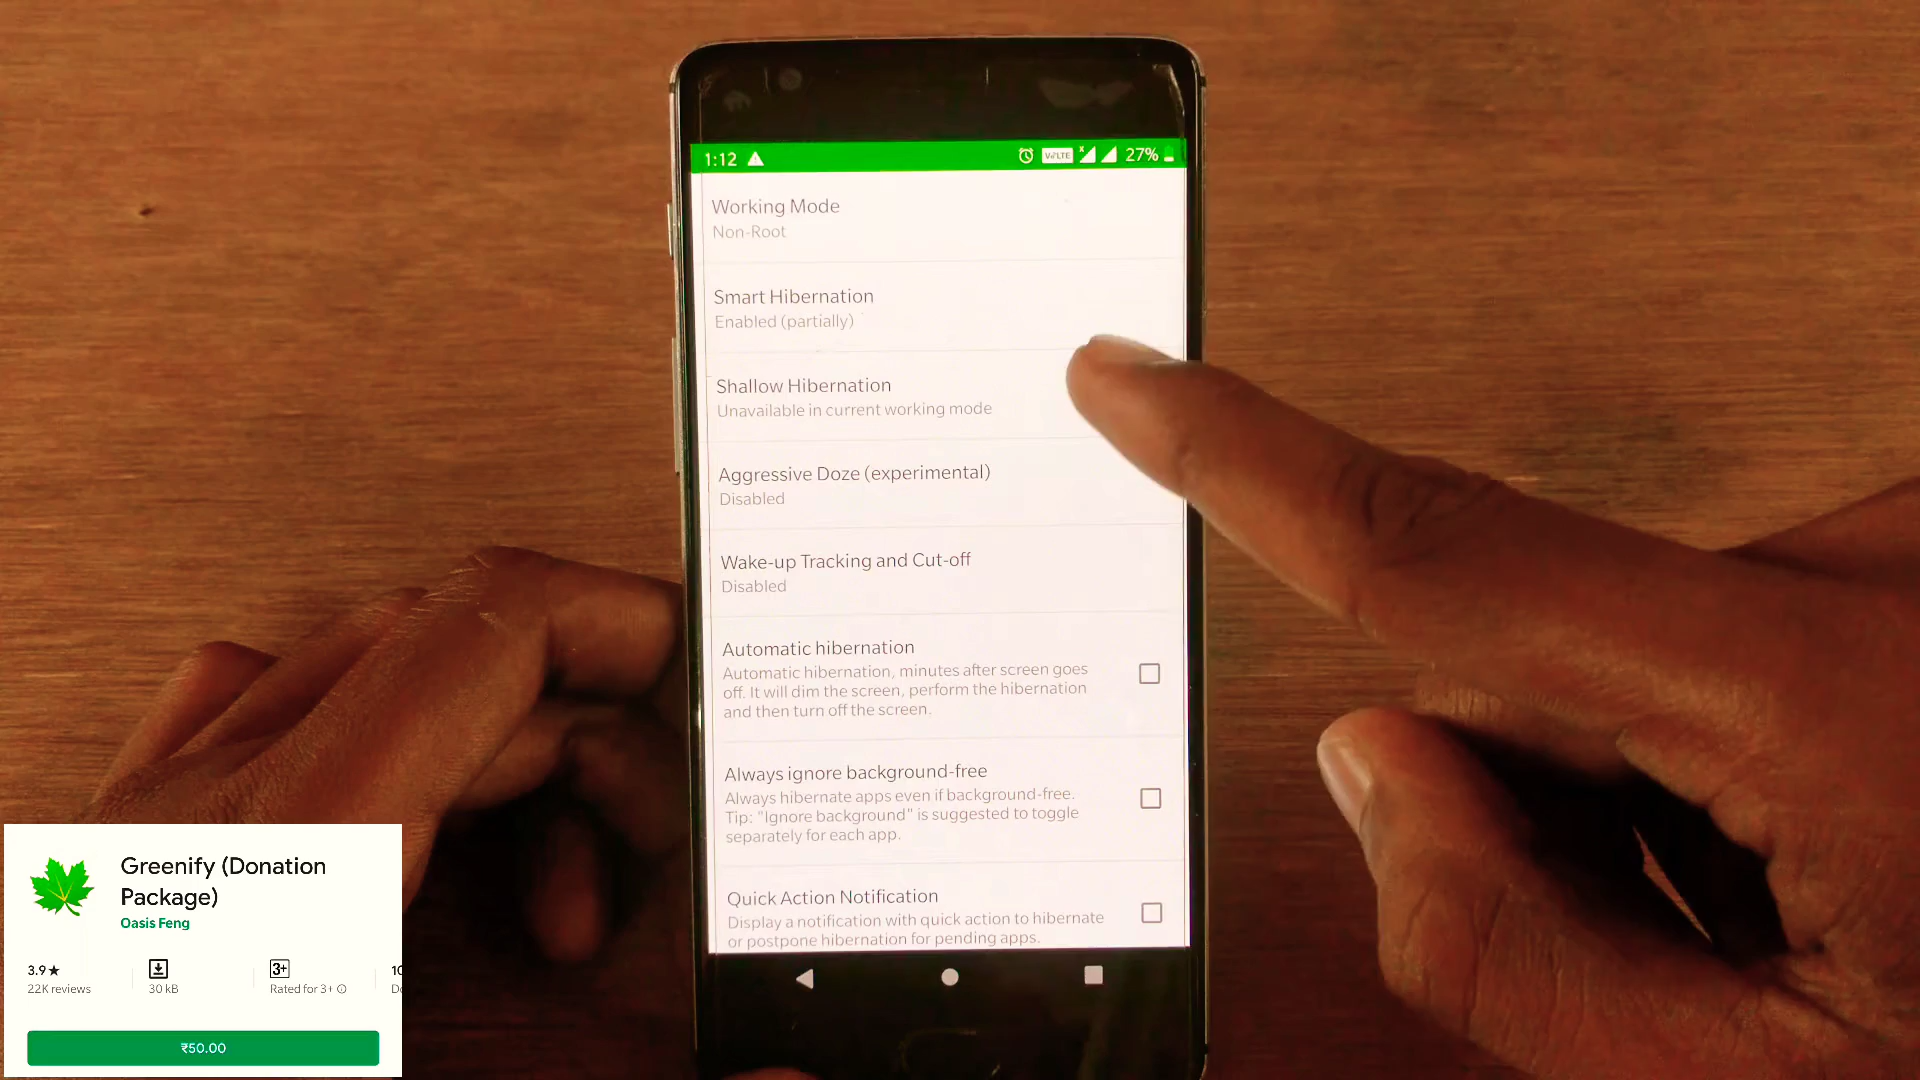 1:12
VoLTE
27%
Working Mode
Non-Root
Smart Hibernation
Enabled (partially)
Shallow Hibernation
Unavailable in current working mode
Aggressive Doze (experimental)
Disabled
Wake-up Tracking and Cut-off
Disabled
Automatic hibernation
Automatic hibernation, minutes after screen goes
off. It will dim the screen, perform the hibernation
and then turn off the screen.
Always ignore background-free
Always hibernate apps even if background-free.
Tip: "Ignore background" is suggested to toggle
separately for each app.
Quick Action Notification
Display a notification with quick action to hibernate
or postpone hibernation for pending apps.
Greenify (Donation
Package)
Oasis Feng
3.9★
22K reviews
30 kB
3+
Rated for 3+
₹50.00